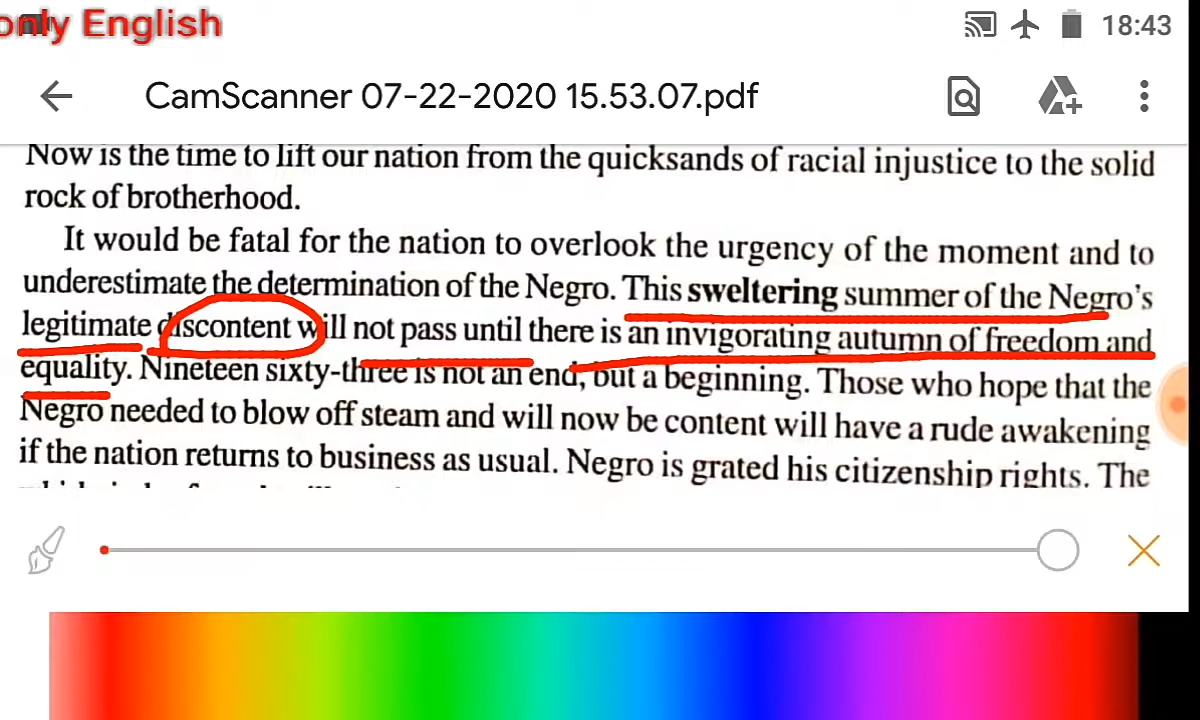 only English
18:43
CamScanner 07-22-2020 15.53.07.pdf
Now is the time to lift our nation from the quicksands of racial injustice to the solid
rock of brotherhood.
It would be fatal for the nation to overlook the urgency of the moment and to
underestimate the determination of the Negro. This sweltering summer of the Negro's
legitimate discontent will not pass until there is an invigorating autumn of freedom and
equality. Nineteen sixty-three is not an end, but a beginning. Those who hope that the
Negro needed to blow off steam and will now be content will have a rude awakening
if the nation returns to business as usual. Negro is grated his citizenship rights. The